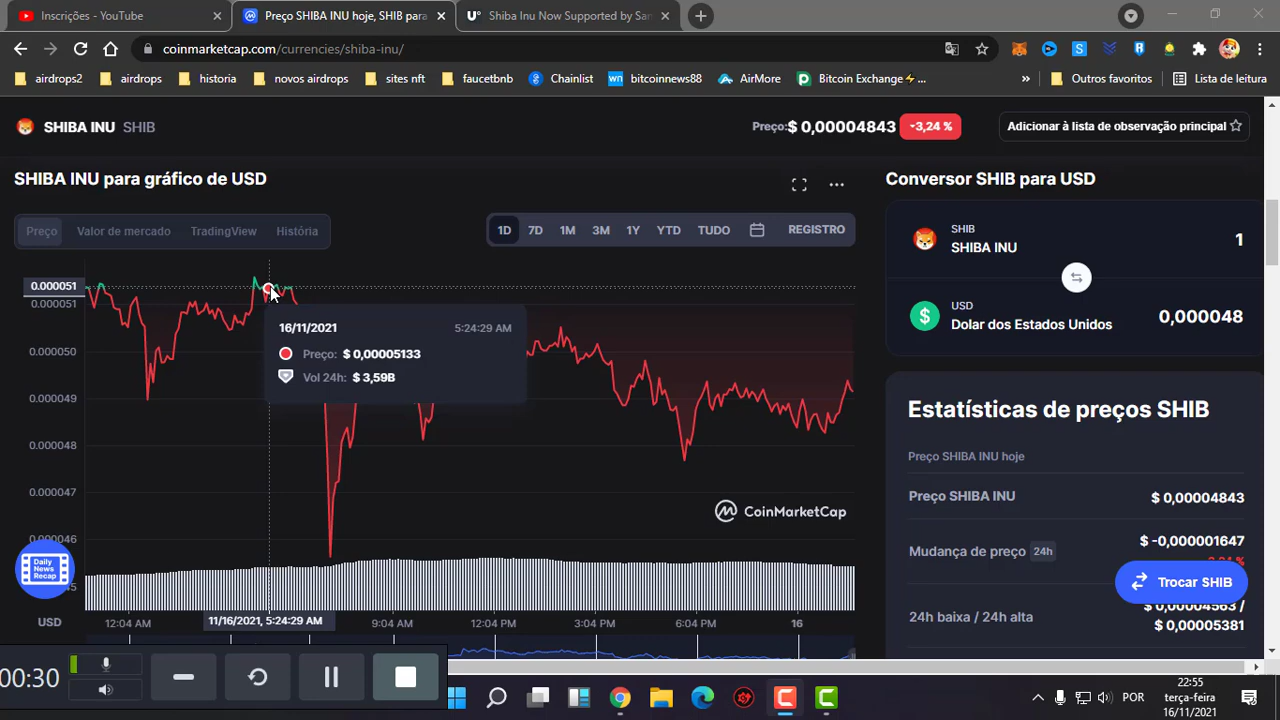 Inscrições - YouTube
Preço SHIBA INU hoje, SHIB para
Shiba Inu Now Supported by San
coinmarketcap.com/currencies/shiba-inu/
airdrops2
airdrops
historia
novos airdrops
sites nft
faucetbnb
Chainlist
wn bitcoinnews88
AirMore
Bitcoin Exchange⚡...
»
Outros favoritos
Lista de leitura
SHIBA INU SHIB
Preço:$ 0,00004843 -3,24 %
Adicionar à lista de observação principal
SHIBA INU para gráfico de USD
Preço Valor de mercado TradingView História
1D 7D 1M 3M 1Y YTD TUDO REGISTRO
0.000051
0.000051
0.000050
0.000049
0.000048
0.000047
0.000046
16/11/2021 5:24:29 AM
Preço: $ 0,00005133
Vol 24h: $ 3,59B
CoinMarketCap
Daily
News
Recap
USD
12:04 AM
11/16/2021, 5:24:29 AM
9:04 AM
12:04 PM
3:04 PM
6:04 PM
16
Conversor SHIB para USD
SHIB
SHIBA INU
1
USD
Dolar dos Estados Unidos
0,000048
Estatísticas de preços SHIB
Preço SHIBA INU hoje
Preço SHIBA INU
$ 0,00004843
Mudança de preço 24h
$ -0,000001647
Trocar SHIB
24h baixa / 24h alta
$ 0,00004563 /
$ 0,00005381
00:30
POR
22:55
terça-feira
16/11/2021